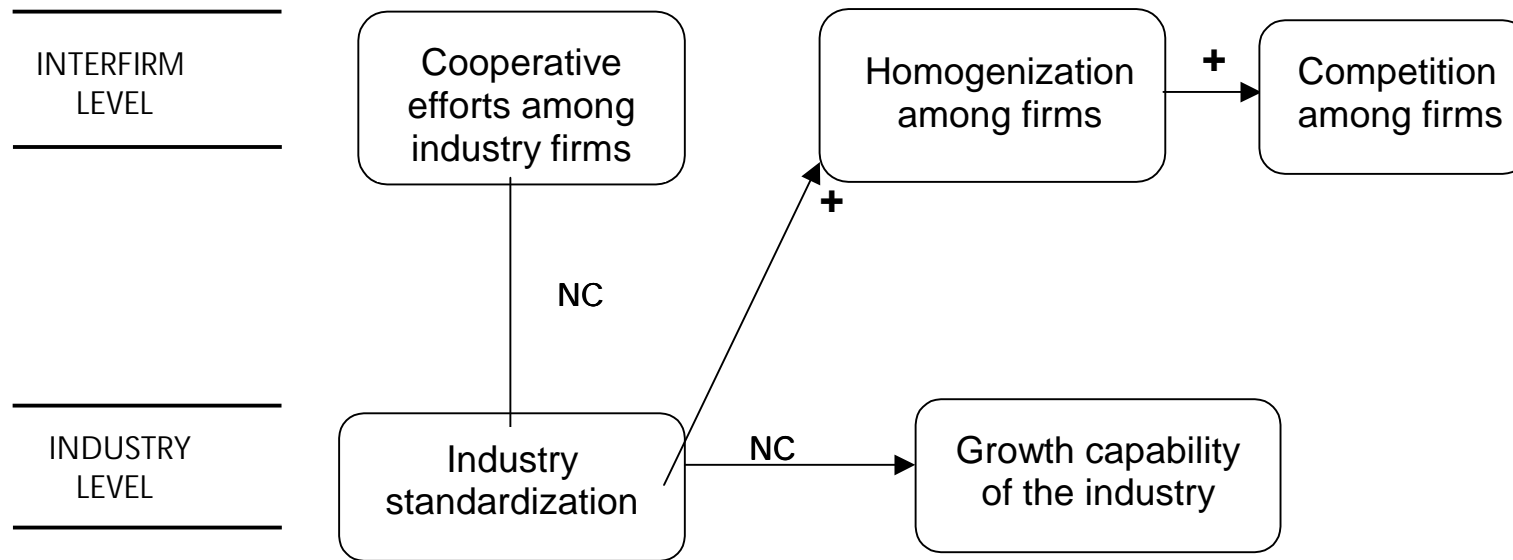 INTERFIRM
LEVEL
Cooperative
efforts among
industry firms
Homogenization
among firms
+
Competition
among firms
+
NC
INDUSTRY
LEVEL
Industry
standardization
NC
Growth capability
of the industry